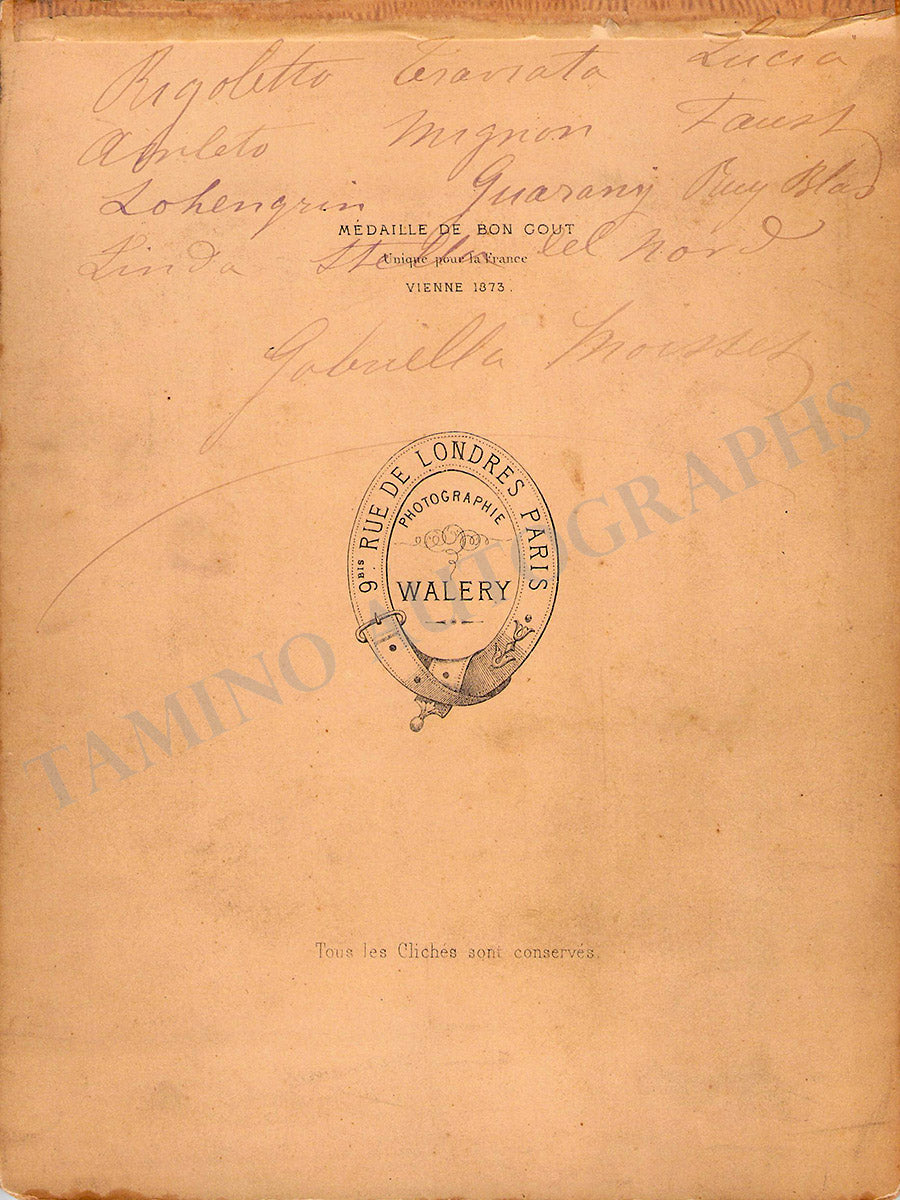 Rigoletto Traviata Lucia
Amleto Mignon Faust
Lohengrin Guarany Ruy Blas
MÉDAILLE DE BON GOUT
Linda Stella del Nord
Unique pour la France
VIENNE 1873.
Gabriella Mousset
9BIS RUE DE LONDRES PARIS
PHOTOGRAPHIE
WALERY
TAMINO AUTOGRAPHS
Tous les Clichés sont conservés.